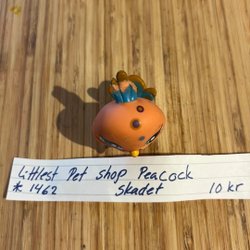 Littlest Pet Shop Peacock
* 1462 Skadet 10 kr